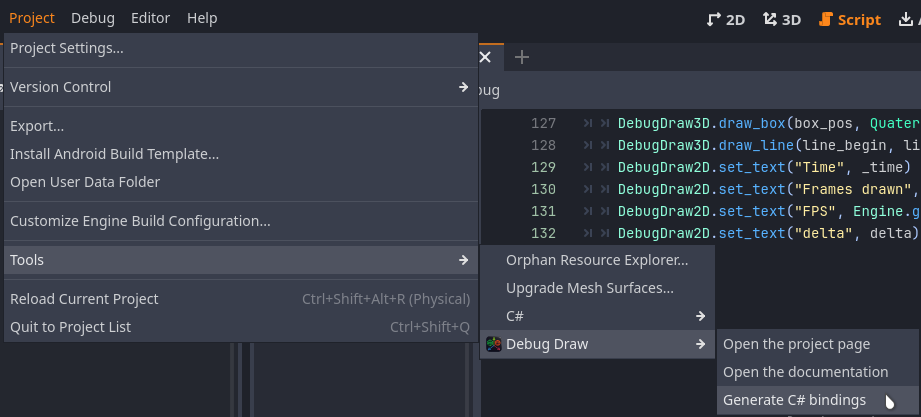 Project Debug Editor Help
2D 3D Script
Project Settings...
Version Control
bug
Export...
127 DebugDraw3D.draw_box(box_pos, Quater
Install Android Build Template...
128 DebugDraw3D.draw_line(line_begin, li
129 DebugDraw2D.set_text("Time", _time)
Open User Data Folder
130 DebugDraw2D.set_text("Frames drawn",
131 DebugDraw2D.set_text("FPS", Engine.g
Customize Engine Build Configuration...
132 DebugDraw2D.set_text("delta", delta)
Tools
Orphan Resource Explorer...
Upgrade Mesh Surfaces...
Reload Current Project Ctrl+Shift+Alt+R (Physical)
C#
Quit to Project List Ctrl+Shift+Q
Debug Draw
Open the project page
Open the documentation
Generate C# bindings